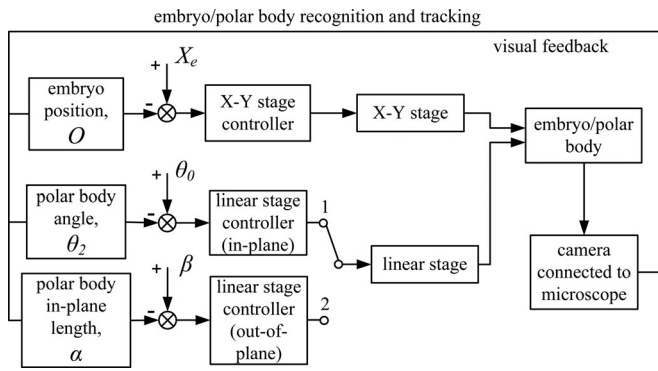 embryo/polar body recognition and tracking
visual feedback
+ X_e
embryo
position,
O
-
X-Y stage
controller
X-Y stage
embryo/polar
body
+ θ_0
polar body
angle,
θ_2
-
linear stage
controller
(in-plane)
1
linear stage
camera
connected to
microscope
+ β
polar body
in-plane
length,
α
-
linear stage
controller
(out-of-
plane)
2